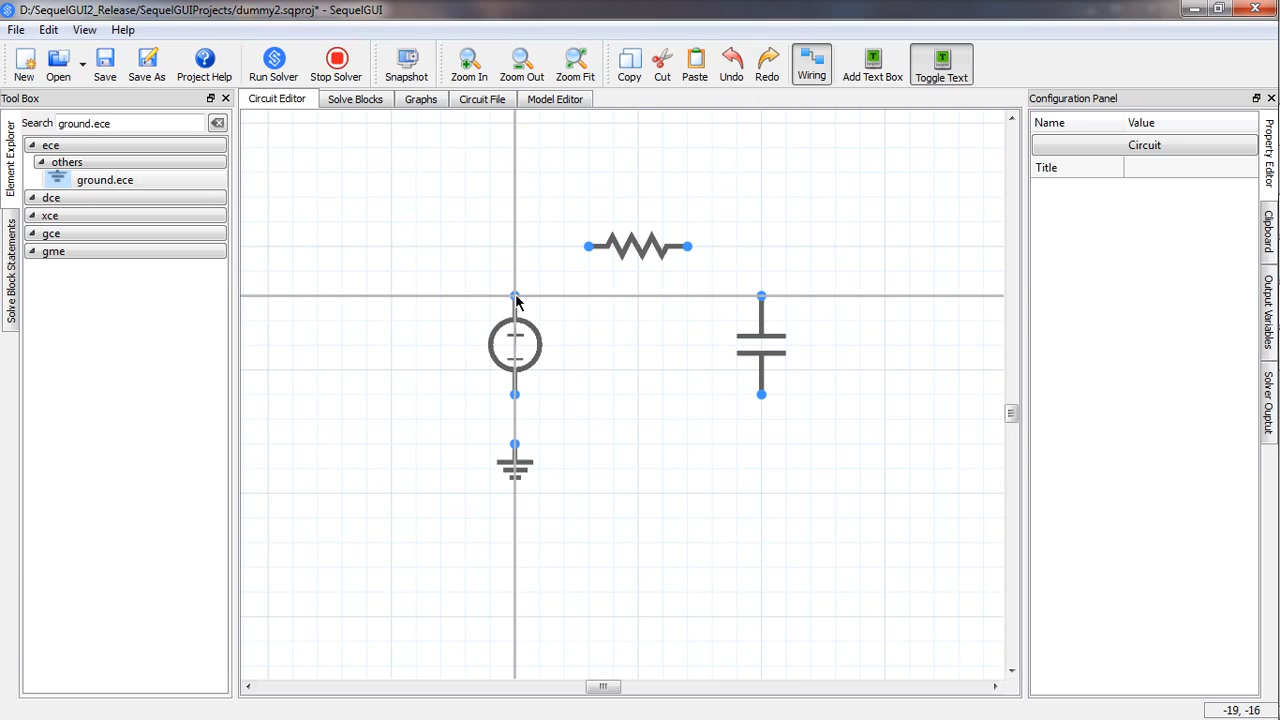 D:/SequelGUI2_Release/SequelGUIProjects/dummy2.sqproj* - SequelGUI
File Edit View Help
New Open Save Save As Project Help Run Solver Stop Solver Snapshot Zoom In Zoom Out Zoom Fit Copy Cut Paste Undo Redo Wiring Add Text Box Toggle Text
Tool Box
Circuit Editor Solve Blocks Graphs Circuit File Model Editor
Configuration Panel
Element Explorer
Solve Block Statements
Search ground.ece
ece
others
ground.ece
dce
xce
gce
gme
Name Value
Circuit
Title
Property Editor
Clipboard
Output Variables
Solver Ouptut
-19, -16